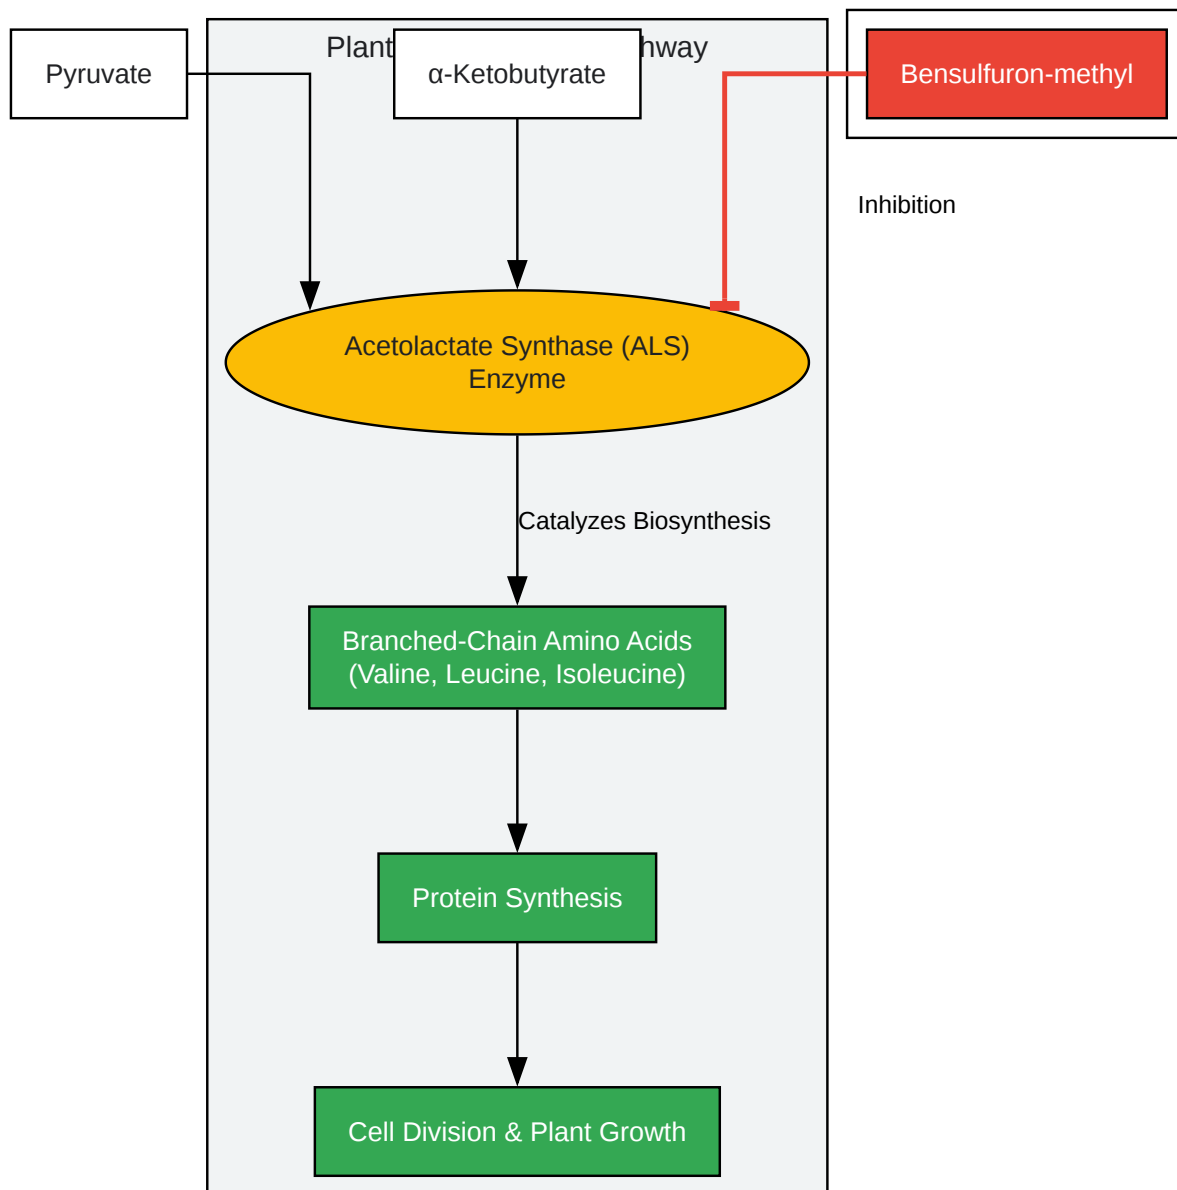 Plant
hway
Pyruvate
α-Ketobutyrate
Bensulfuron-methyl
Inhibition
Acetolactate Synthase (ALS)
Enzyme
Catalyzes Biosynthesis
Branched-Chain Amino Acids
(Valine, Leucine, Isoleucine)
Protein Synthesis
Cell Division & Plant Growth